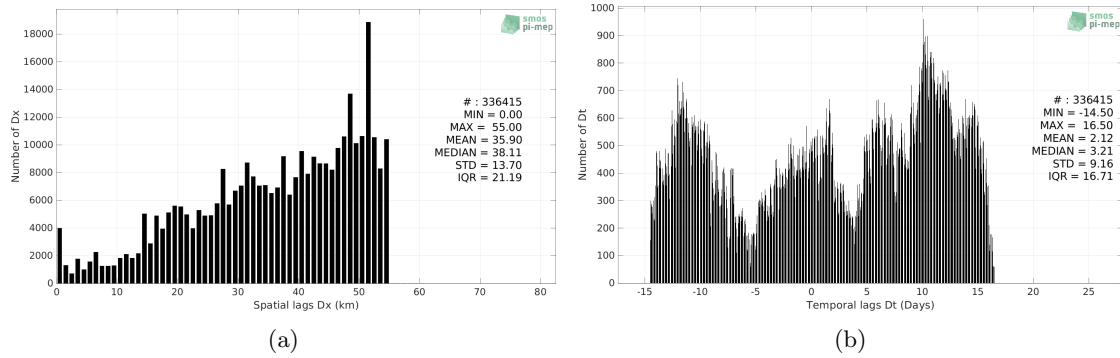 smos
pi-mep
18000
16000
14000
12000
10000
8000
6000
4000
2000
0
Number of Dx
# : 336415
MIN = 0.00
MAX = 55.00
MEAN = 35.90
MEDIAN = 38.11
STD = 13.70
IQR = 21.19
0 10 20 30 40 50 60 70 80
Spatial lags Dx (km)
(a)
smos
pi-mep
1000
900
800
700
600
500
400
300
200
100
0
Number of Dt
# : 336415
MIN = -14.50
MAX = 16.50
MEAN = 2.12
MEDIAN = 3.21
STD = 9.16
IQR = 16.71
-15 -10 -5 0 5 10 15 20 25
Temporal lags Dt (Days)
(b)